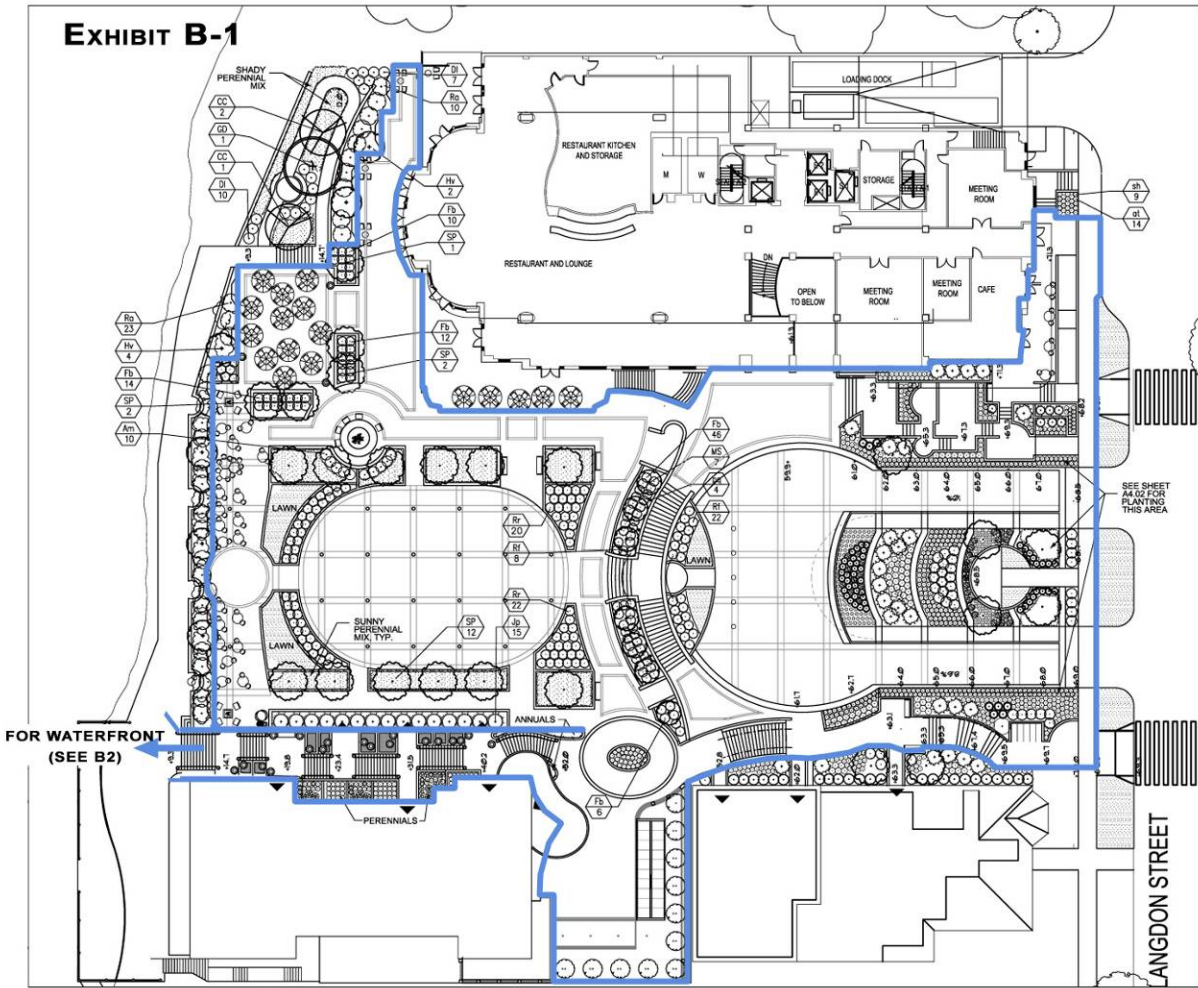 EXHIBIT B-1
SHADY
PERENNIAL
MIX
CC
2
GD
1
CC
1
DI
10
DI
7
Ro
10
Hv
2
Fb
10
SP
1
LOADING DOCK
RESTAURANT KITCHEN
AND STORAGE
M
W
STORAGE
MEETING
ROOM
sh
9
at
14
RESTAURANT AND LOUNGE
DN
OPEN
TO BELOW
MEETING
ROOM
MEETING
ROOM
CAFE
Ro
23
Hv
4
Fb
14
SP
2
Am
10
Fb
12
SP
2
Fb
46
MS
7
4
Rf
22
SEE SHEET
A4.02 FOR
PLANTING
THIS AREA
LAWN
Rr
20
Rf
8
LAWN
Rr
22
Jp
15
SUNNY
PERENNIAL
MIX, TYP.
SP
12
LAWN
ANNUALS
FOR WATERFRONT
(SEE B2)
PERENNIALS
Fb
6
LANGDON STREET